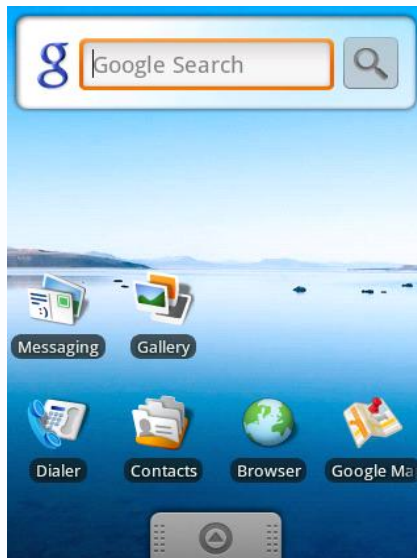 g
Google Search
Messaging
Gallery
Dialer
Contacts
Browser
Google Ma